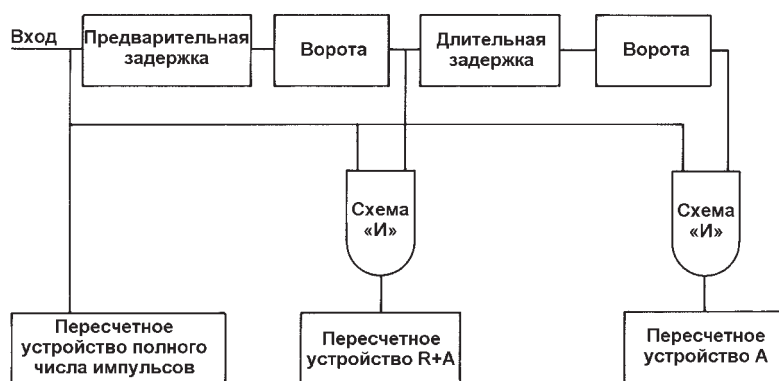 Вход
Предварительная
задержка
Ворота
Длительная
задержка
Ворота
Схема
«И»
Схема
«И»
Пересчетное
устройство полного
числа импульсов
Пересчетное
устройство R+A
Пересчетное
устройство A